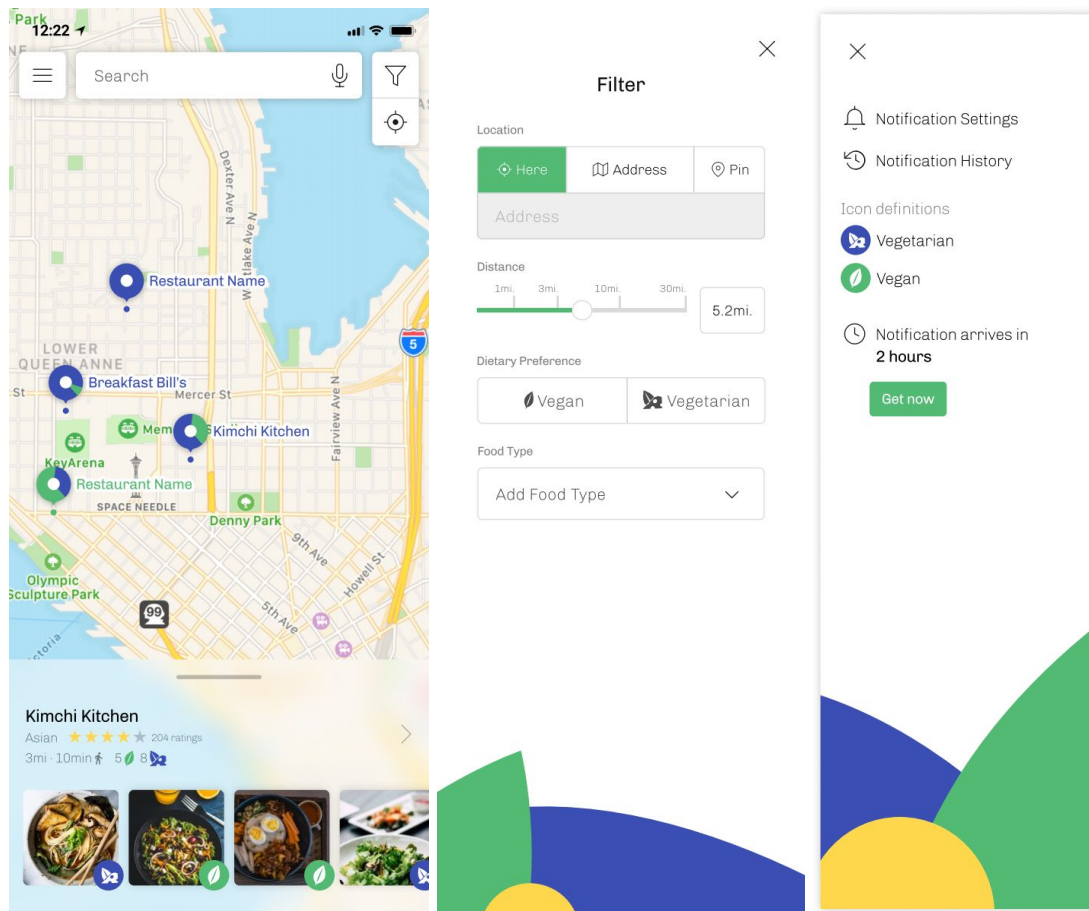 Park
12:22
Search
Dexter Ave N
Westlake Ave N
Restaurant Name
5
LOWER
QUEEN ANNE
Breakfast Bill's
St
Mercer St
Fairview Ave N
Mem
Kimchi Kitchen
KeyArena
Restaurant Name
SPACE NEEDLE
Denny Park
9th Ave
Howell St
Olympic
Sculpture Park
99
5th Ave
Kimchi Kitchen
Asian 204 ratings
3mi · 10min 5 8
Filter
Location
Here Address Pin
Address
Distance
1mi. 3mi. 10mi. 30mi.
5.2mi.
Dietary Preference
Vegan Vegetarian
Food Type
Add Food Type
Notification Settings
Notification History
Icon definitions
Vegetarian
Vegan
Notification arrives in
2 hours
Get now